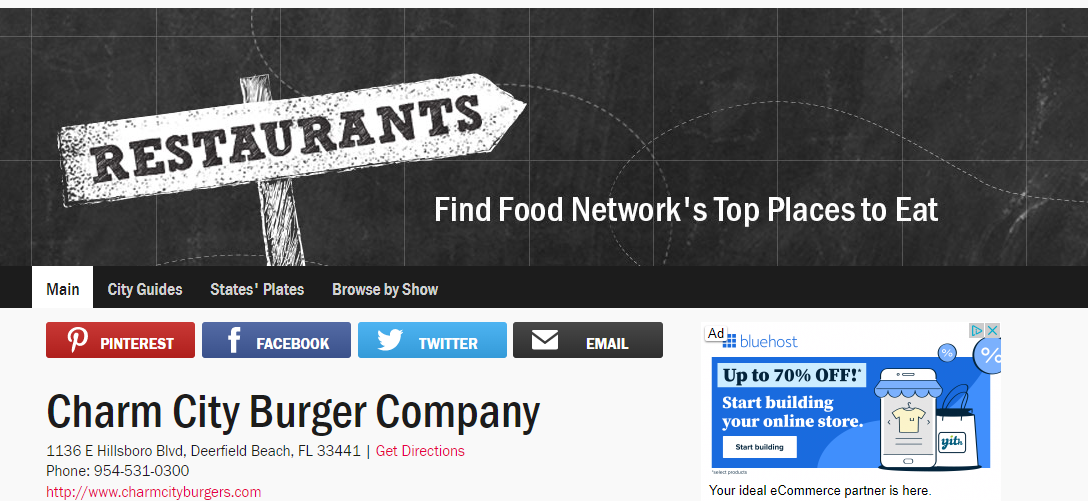 RESTAURANTS
Find Food Network's Top Places to Eat
Main City Guides States' Plates Browse by Show
PINTEREST FACEBOOK TWITTER EMAIL
Charm City Burger Company
1136 E Hillsboro Blvd, Deerfield Beach, FL 33441 | Get Directions
Phone: 954-531-0300
http://www.charmcityburgers.com
Ad
bluehost
Up to 70% OFF!*
Start building
your online store.
Start building
%
%
yith
*select products
Your ideal eCommerce partner is here.